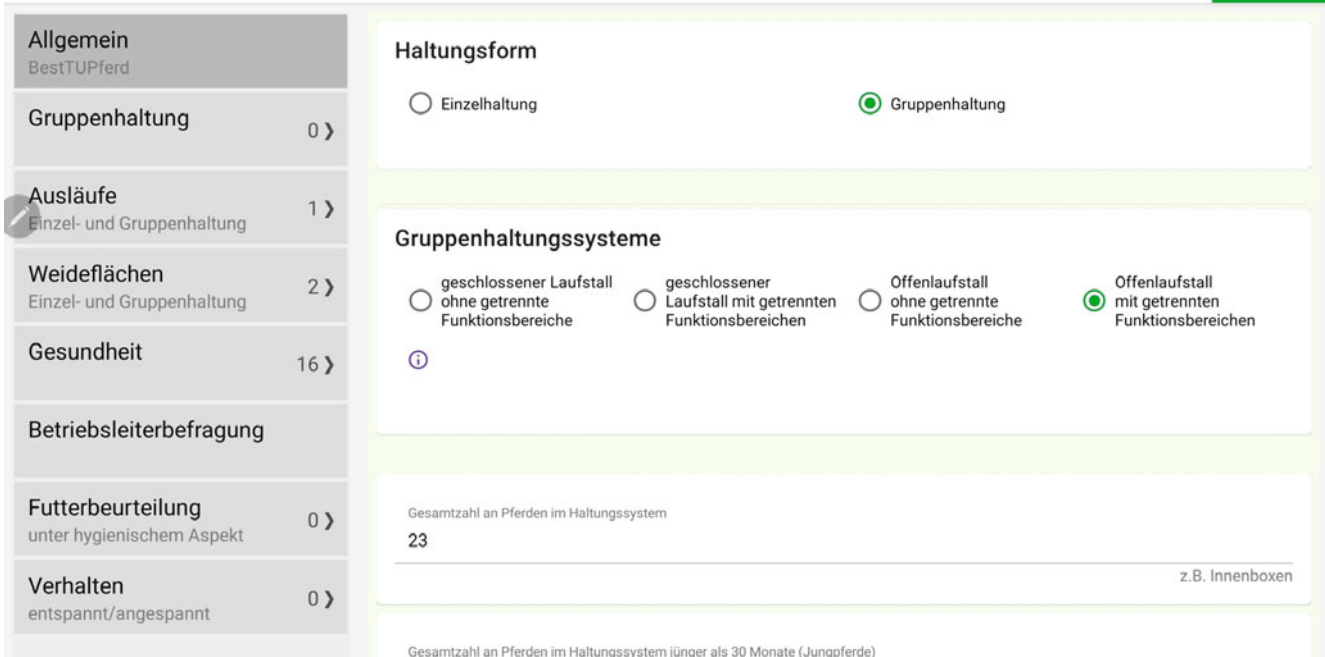 Allgemein
BestTUPferd
Gruppenhaltung
0 ❯
Ausläufe
Einzel- und Gruppenhaltung
1 ❯
Weideflächen
Einzel- und Gruppenhaltung
2 ❯
Gesundheit
16 ❯
Betriebsleiterbefragung
Futterbeurteilung
unter hygienischem Aspekt
0 ❯
Verhalten
entspannt/angespannt
0 ❯
Haltungsform
Einzelhaltung
Gruppenhaltung
Gruppenhaltungssysteme
geschlossener Laufstall
ohne getrennte
Funktionsbereiche
geschlossener
Laufstall mit getrennten
Funktionsbereichen
Offenlaufstall
ohne getrennte
Funktionsbereiche
Offenlaufstall
mit getrennten
Funktionsbereichen
Gesamtzahl an Pferden im Haltungssystem
23
z.B. Innenboxen
Gesamtzahl an Pferden im Haltungssystem jünger als 30 Monate (Jungpferde)